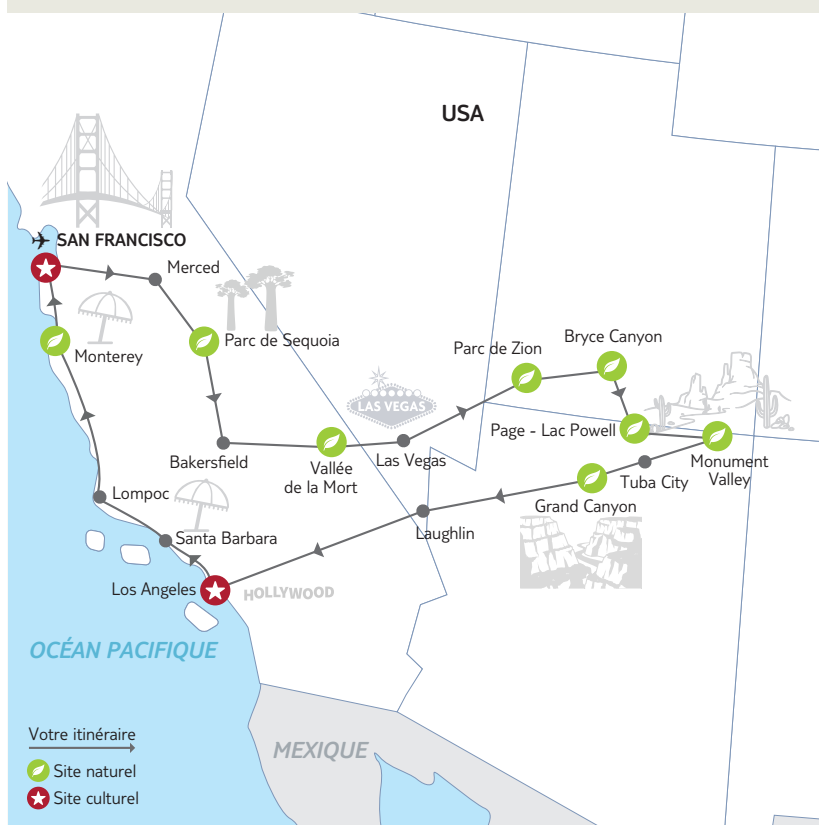 USA
SAN FRANCISCO
Merced
Monterey
Parc de Sequoia
Parc de Zion
Bryce Canyon
LAS VEGAS
Page - Lac Powell
Bakersfield
Vallée
de la Mort
Las Vegas
Monument
Valley
Tuba City
Grand Canyon
Lompoc
Santa Barbara
Laughlin
Los Angeles
HOLLYWOOD
OCÉAN PACIFIQUE
MEXIQUE
Votre itinéraire
Site naturel
Site culturel